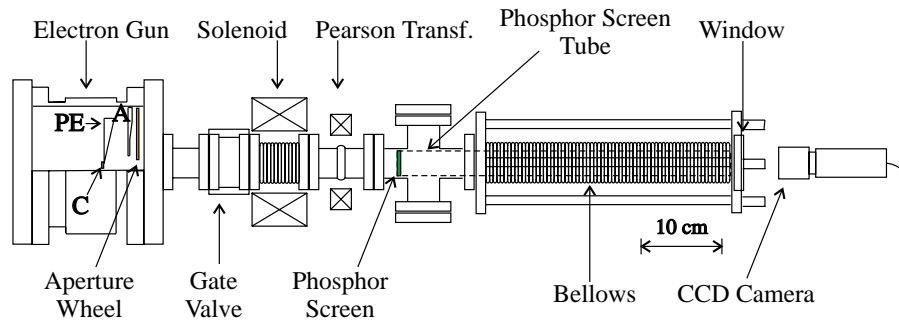 Electron Gun
Solenoid
Pearson Transf.
Phosphor Screen
Tube
Window
PE
A
C
10 cm
Aperture
Wheel
Gate
Valve
Phosphor
Screen
Bellows
CCD Camera